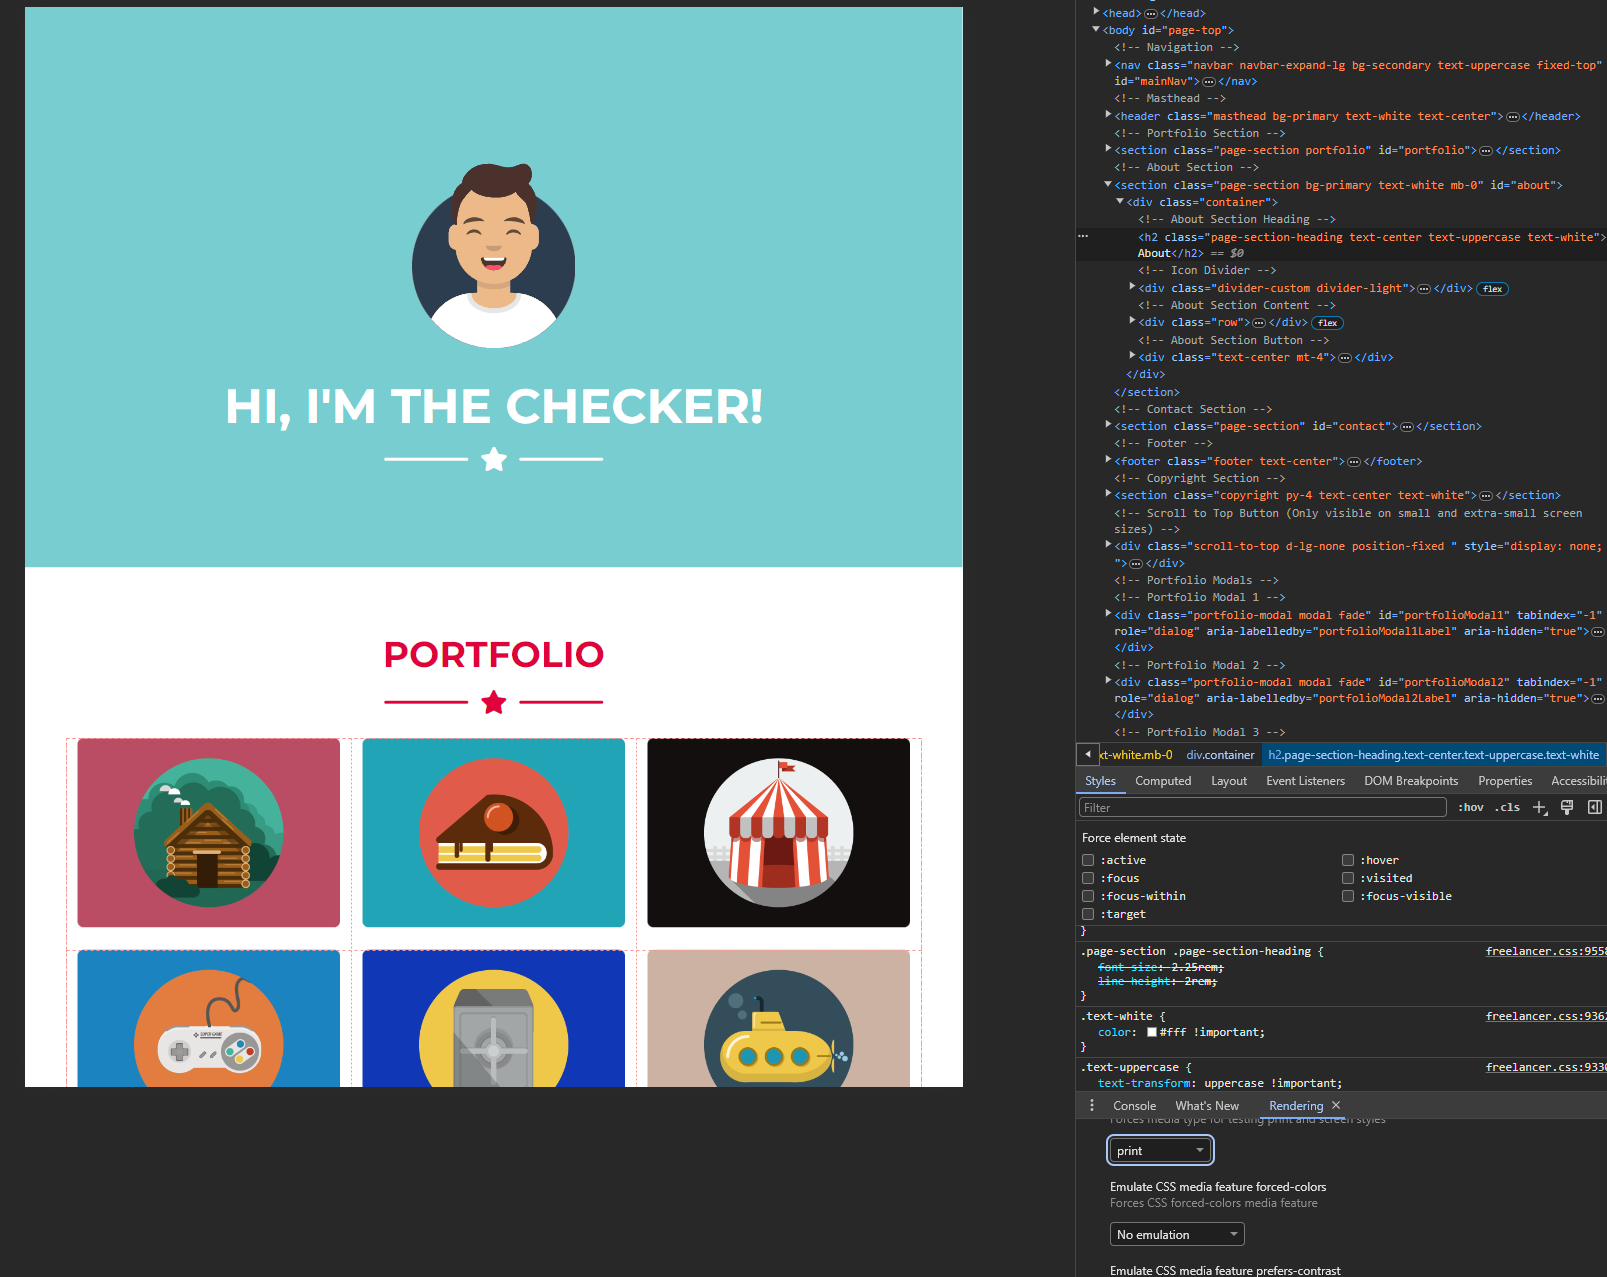 HI, I'M THE CHECKER!
PORTFOLIO
SUPER GAME
<head> ••• </head>
<body id="page-top">
<!-- Navigation -->
<nav class="navbar navbar-expand-lg bg-secondary text-uppercase fixed-top"
id="mainNav"> ••• </nav>
<!-- Masthead -->
<header class="masthead bg-primary text-white text-center"> ••• </header>
<!-- Portfolio Section -->
<section class="page-section portfolio" id="portfolio"> ••• </section>
<!-- About Section -->
<section class="page-section bg-primary text-white mb-0" id="about">
<div class="container">
<!-- About Section Heading -->
••• <h2 class="page-section-heading text-center text-uppercase text-white">
About</h2> == $0
<!-- Icon Divider -->
<div class="divider-custom divider-light"> ••• </div> flex
<!-- About Section Content -->
<div class="row"> ••• </div> flex
<!-- About Section Button -->
<div class="text-center mt-4"> ••• </div>
</div>
</section>
<!-- Contact Section -->
<section class="page-section" id="contact"> ••• </section>
<!-- Footer -->
<footer class="footer text-center"> ••• </footer>
<!-- Copyright Section -->
<section class="copyright py-4 text-center text-white"> ••• </section>
<!-- Scroll to Top Button (Only visible on small and extra-small screen
sizes) -->
<div class="scroll-to-top d-lg-none position-fixed " style="display: none;
"> ••• </div>
<!-- Portfolio Modals -->
<!-- Portfolio Modal 1 -->
<div class="portfolio-modal modal fade" id="portfolioModal1" tabindex="-1"
role="dialog" aria-labelledby="portfolioModal1Label" aria-hidden="true"> •••
</div>
<!-- Portfolio Modal 2 -->
<div class="portfolio-modal modal fade" id="portfolioModal2" tabindex="-1"
role="dialog" aria-labelledby="portfolioModal2Label" aria-hidden="true"> •••
</div>
<!-- Portfolio Modal 3 -->
xt-white.mb-0 div.container h2.page-section-heading.text-center.text-uppercase.text-white
Styles Computed Layout Event Listeners DOM Breakpoints Properties Accessibili
Filter :hov .cls
Force element state
:active :hover
:focus :visited
:focus-within :focus-visible
:target
}
.page-section .page-section-heading { freelancer.css:9558
font-size: 2.25rem;
line-height: 2rem;
}
.text-white { freelancer.css:9362
color: #fff !important;
}
.text-uppercase { freelancer.css:9330
text-transform: uppercase !important;
Console What's New Rendering
Forces media type for testing print and screen styles
print
Emulate CSS media feature forced-colors
Forces CSS forced-colors media feature
No emulation
Emulate CSS media feature prefers-contrast